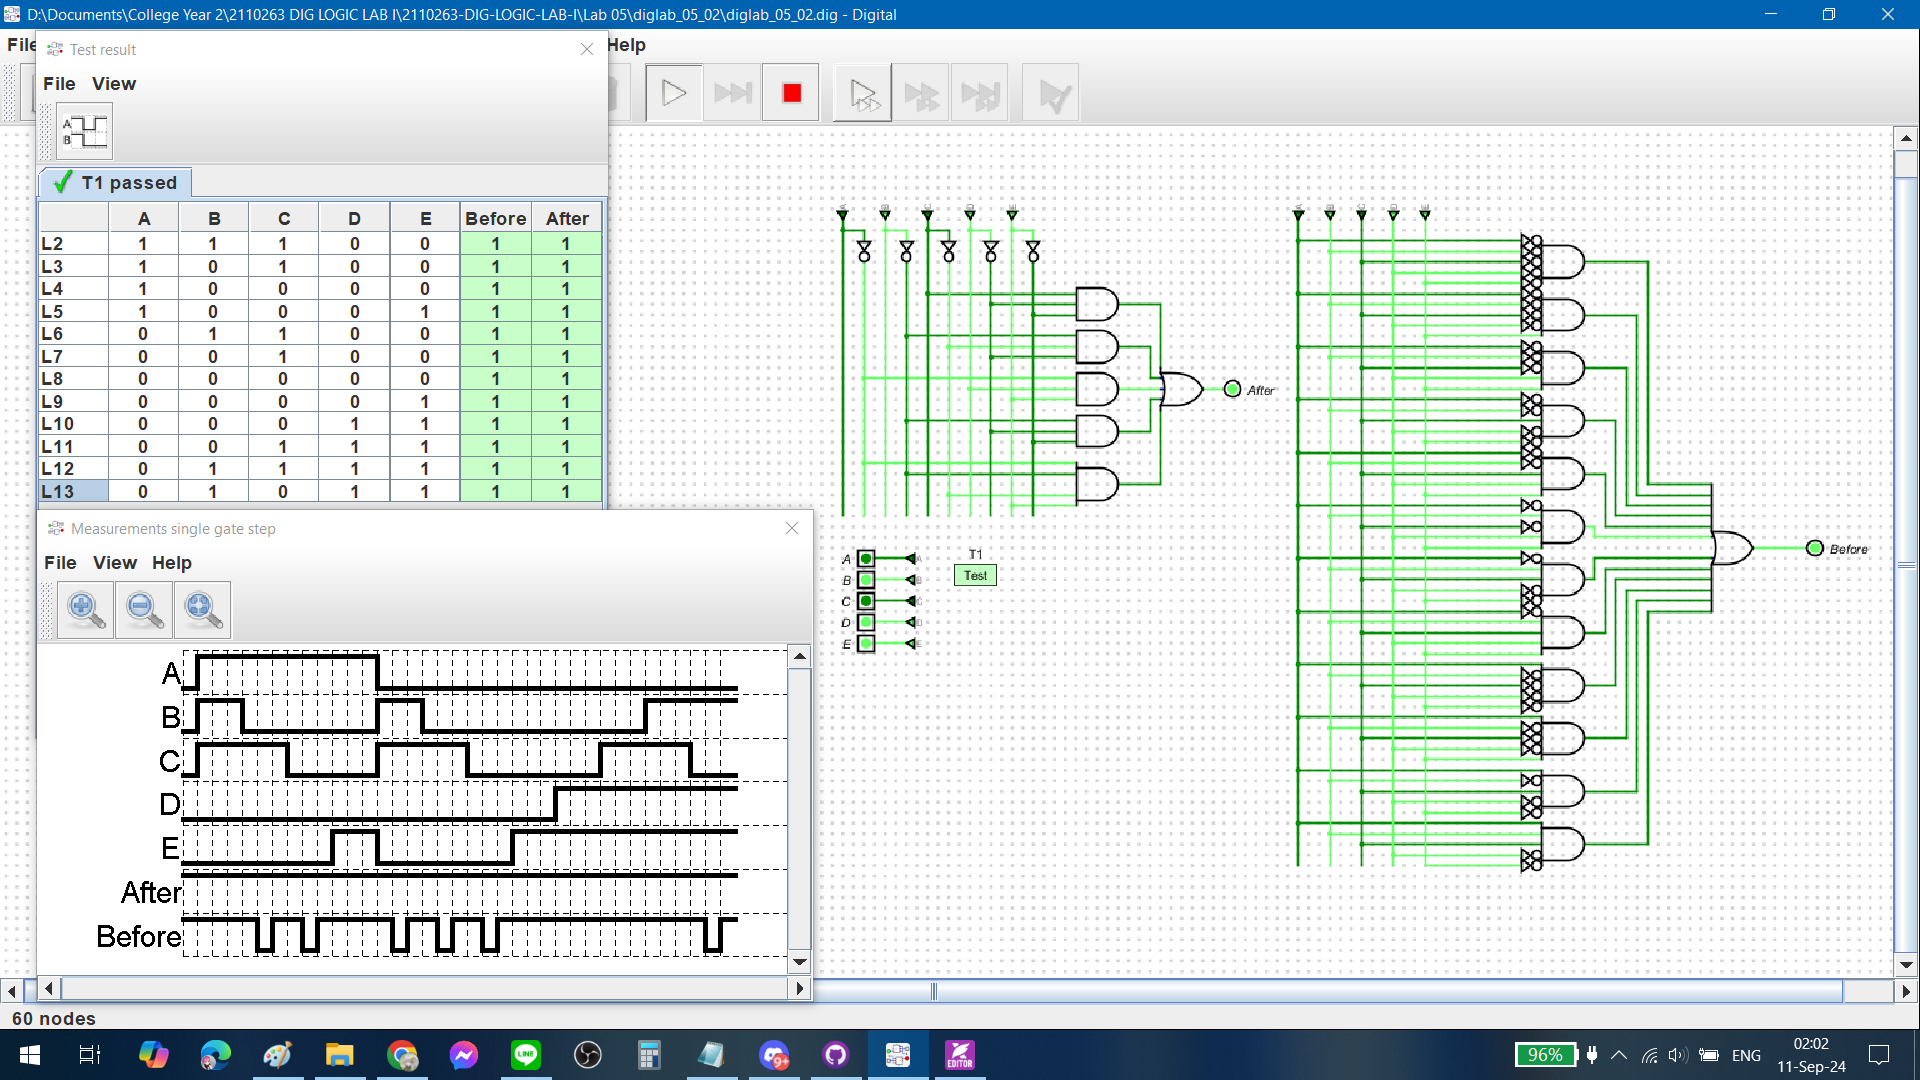 D:\Documents\College Year 2\2110263 DIG LOGIC LAB I\2110263-DIG-LOGIC-LAB-I\Lab 05\diglab_05_02\diglab_05_02.dig - Digital
File Help
Test result
File View
A
B
T1 passed
A B C D E Before After
L2 1 1 1 0 0 1 1
L3 1 0 1 0 0 1 1
L4 1 0 0 0 0 1 1
L5 1 0 0 0 1 1 1
L6 0 1 1 0 0 1 1
L7 0 0 1 0 0 1 1
L8 0 0 0 0 0 1 1
L9 0 0 0 0 1 1 1
L10 0 0 0 1 1 1 1
L11 0 0 1 1 1 1 1
L12 0 1 1 1 1 1 1
L13 0 1 0 1 1 1 1
Measurements single gate step
File View Help
A
B
C
D
E
After
Before
A B C D E
After
A B C D E
Before
T1
Test
A A
B B
C C
D D
E E
60 nodes
9+
EDITOR
96%
ENG
02:02
11-Sep-24